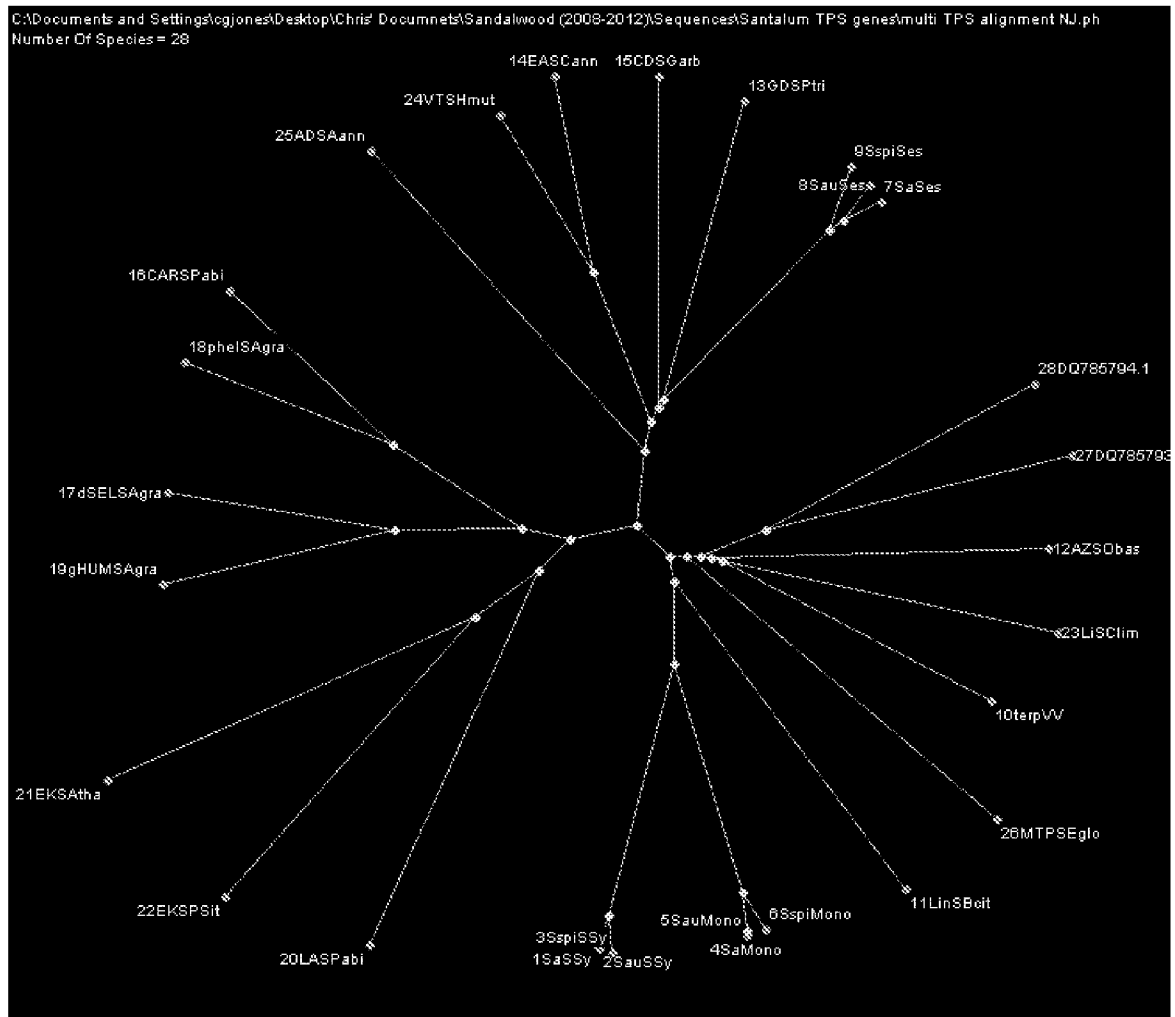 C:\Documents and Settings\cgjones\Desktop\Chris' Documnets\Sandalwood (2008-2012)\Sequences\Santalum TPS genes\multi TPS alignment NJ.ph
Number Of Species = 28
14EASCann
15CDSGarb
13GDSPtri
24VTSHmut
25ADSAann
9SspiSes
8SauSes
7SaSes
16CARSPabi
18phelSAgra
28DQ785794.1
27DQ785793
17dSELSAgra
12AZSObas
19gHUMSAgra
23LiSClim
10terpVV
21EKSAtha
26MTPSEglo
22EKSPSit
11LinSBcit
5SauMono
6SspiMono
3SspiSSy
4SaMono
20LASPabi
1SaSSy
2SauSSy